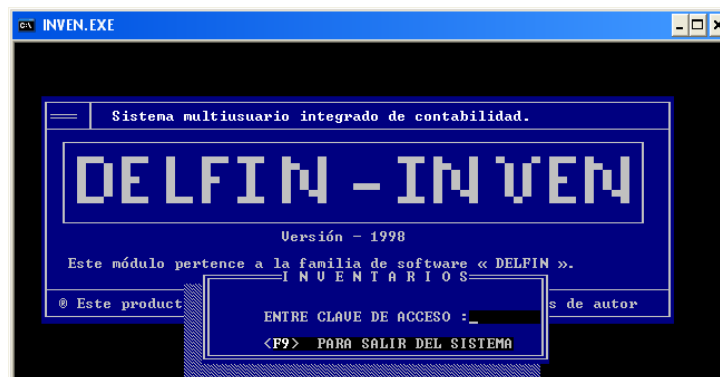 INVEN.EXE
Sistema multiusuario integrado de contabilidad.
DELFIN-INVEN
Versión - 1998
Este módulo pertence a la familia de software « DELFIN ».
I N V E N T A R I O S
® Este product
s de autor
ENTRE CLAVE DE ACCESO :_
<F9> PARA SALIR DEL SISTEMA